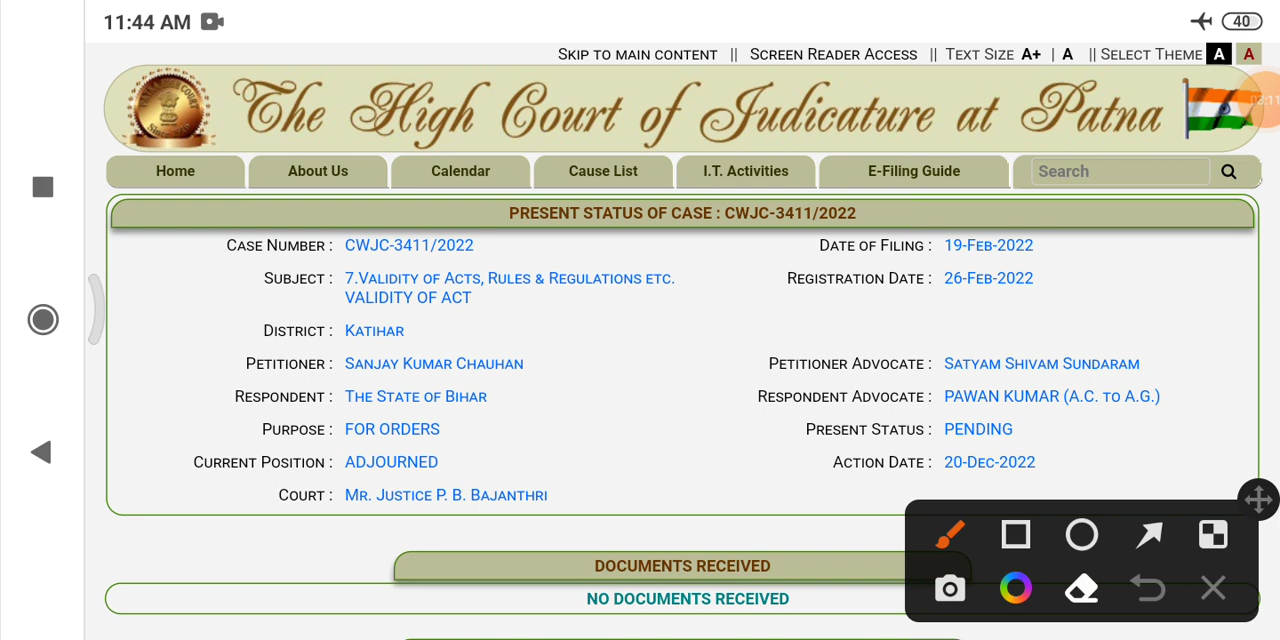 11:44 AM 40
SKIP TO MAIN CONTENT || SCREEN READER ACCESS || TEXT SIZE A+ | A || SELECT THEME A A
The High Court of Judicature at Patna
Home About Us Calendar Cause List I.T. Activities E-Filing Guide Search
PRESENT STATUS OF CASE : CWJC-3411/2022
CASE NUMBER : CWJC-3411/2022 DATE OF FILING : 19-FEB-2022
SUBJECT : 7.VALIDITY OF ACTS, RULES & REGULATIONS ETC. REGISTRATION DATE : 26-FEB-2022
VALIDITY OF ACT
DISTRICT : KATIHAR
PETITIONER : SANJAY KUMAR CHAUHAN PETITIONER ADVOCATE : SATYAM SHIVAM SUNDARAM
RESPONDENT : THE STATE OF BIHAR RESPONDENT ADVOCATE : PAWAN KUMAR (A.C. TO A.G.)
PURPOSE : FOR ORDERS PRESENT STATUS : PENDING
CURRENT POSITION : ADJOURNED ACTION DATE : 20-DEC-2022
COURT : MR. JUSTICE P. B. BAJANTHRI
DOCUMENTS RECEIVED
NO DOCUMENTS RECEIVED